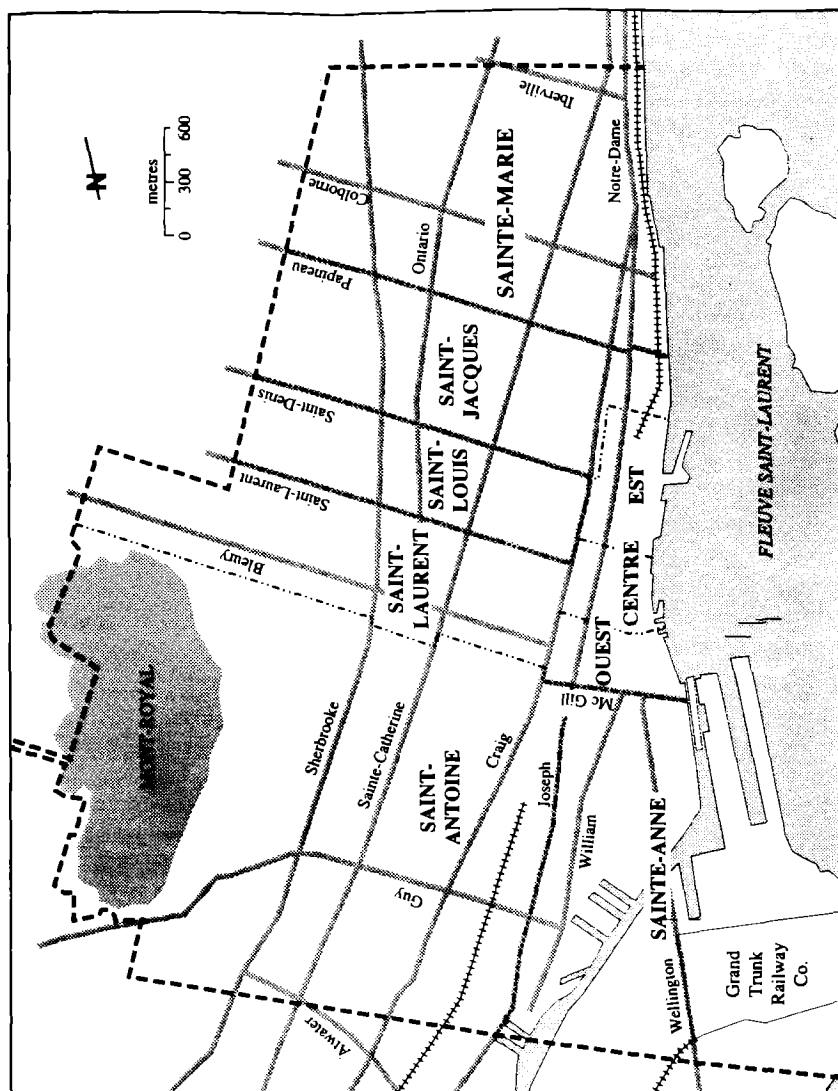 N
0 300 600
metres
MONT-ROYAL
FLEUVE SAINT-LAURENT
SAINTE-MARIE
SAINT-
JACQUES
SAINT-
LOUIS
SAINT-
LAURENT
SAINT-
ANTOINE
SAINTE-ANNE
OUEST
CENTRE
EST
Iberville
Colborne
Papineau
Saint-Denis
Saint-Laurent
Bleury
Notre-Dame
Ontario
Sherbrooke
Sainte-Catherine
Craig
Mc Gill
Joseph
William
Guy
Atwater
Wellington
Grand
Trunk
Railway
Co.